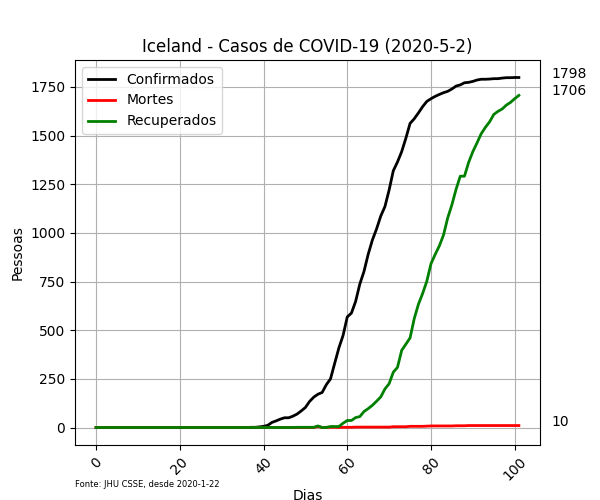 Iceland - Casos de COVID-19 (2020-5-2)
Confirmados
Mortes
Recuperados
1798
1706
10
Pessoas
1750
1500
1250
1000
750
500
250
0
0
20
40
60
80
100
Fonte: JHU CSSE, desde 2020-1-22
Dias